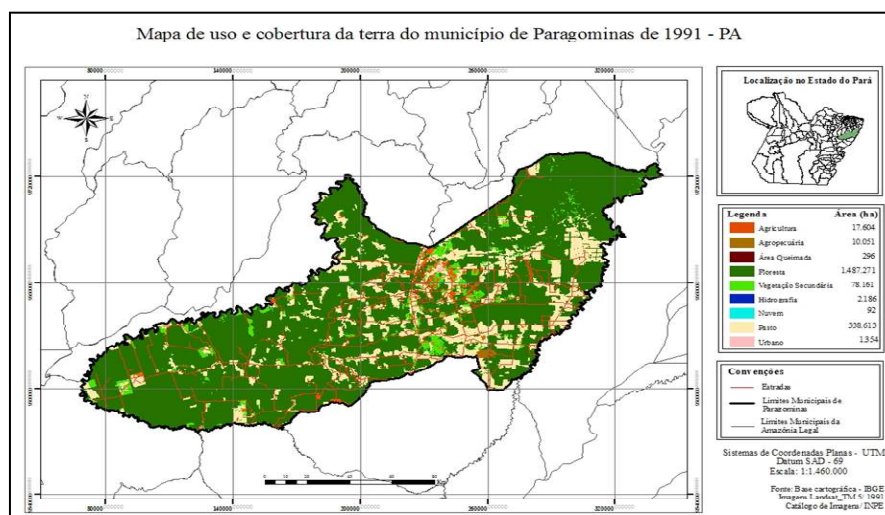 Mapa de uso e cobertura da terra do município de Paragominas de 1991 - PA
Localização no Estado do Pará
Legenda Área (ha)
Agricultura 17.604
Agropecuária 10.051
Área Queimada 296
Floresta 1.487.271
Vegetação Secundária 78.161
Hidrografia 2.186
Nuvem 92
Pasto
Urbano 1.354
Convenções
Estradas
Limites Municipais de
Paragominas
Limites Municipais da
Amazônia Legal
Sistemas de Coordenadas Planas - UTM
Datum SAD - 69
Escala: 1:1.460.000
Fonte: Base cartográfica - IBGE
Imagem Landsat_TM 5/ 1991
Catálogo de Imagens/ INPE